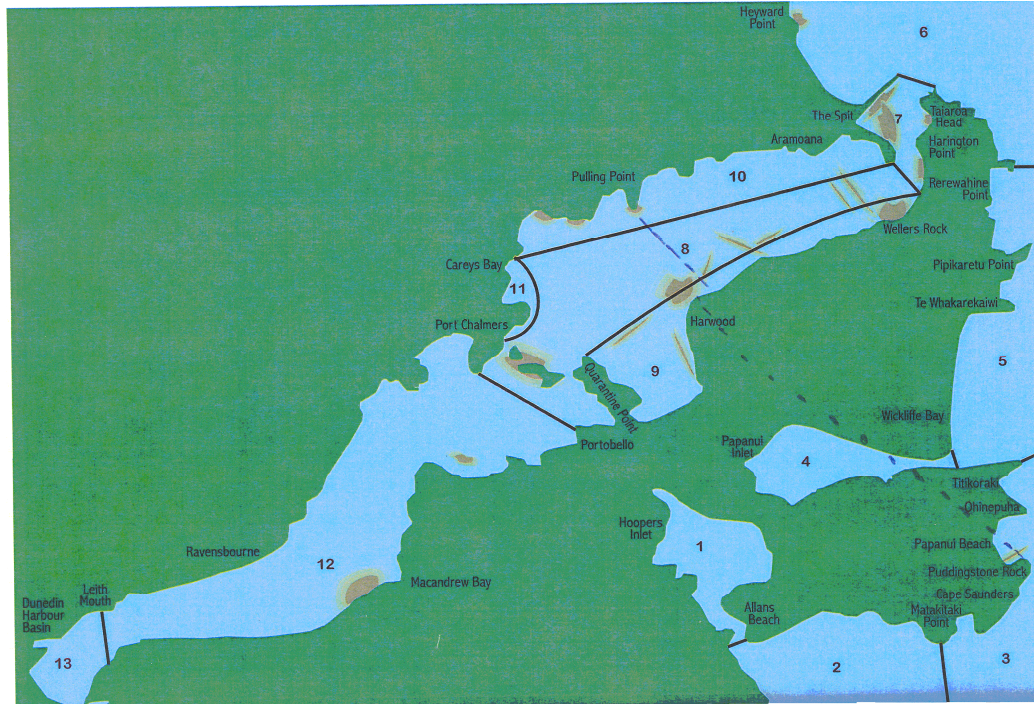 Heyward
Point
6
The Spit
7
Taiaroa
Head
Aramoana
Harington
Point
Pulling Point
10
Rerewahine
Point
Wellers Rock
8
Careys Bay
Pipikaretu Point
11
Te Whakarekaiwi
Port Chalmers
Harwood
5
9
Quarantine Point
Wickliffe Bay
Portobello
Papanui
Inlet
4
Titikoraki
Ohinepuha
Hoopers
Inlet
1
Papanui Beach
Ravensbourne
12
Puddingstone Rock
Macandrew Bay
Cape Saunders
Leith
Mouth
Dunedin
Harbour
Basin
Allans
Beach
Matakitaki
Point
13
2
3